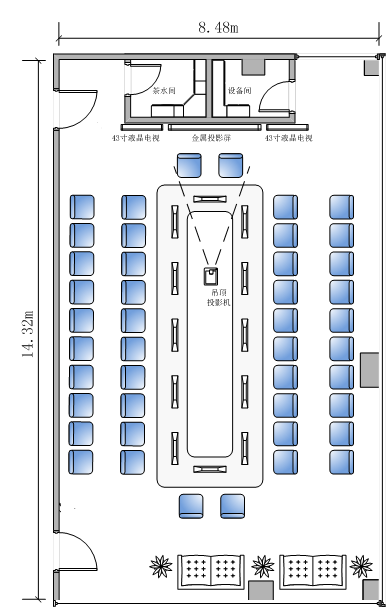 8.48m
茶水间
设备间
43寸液晶电视
金属投影屏
43寸液晶电视
吊顶
投影机
14.32m